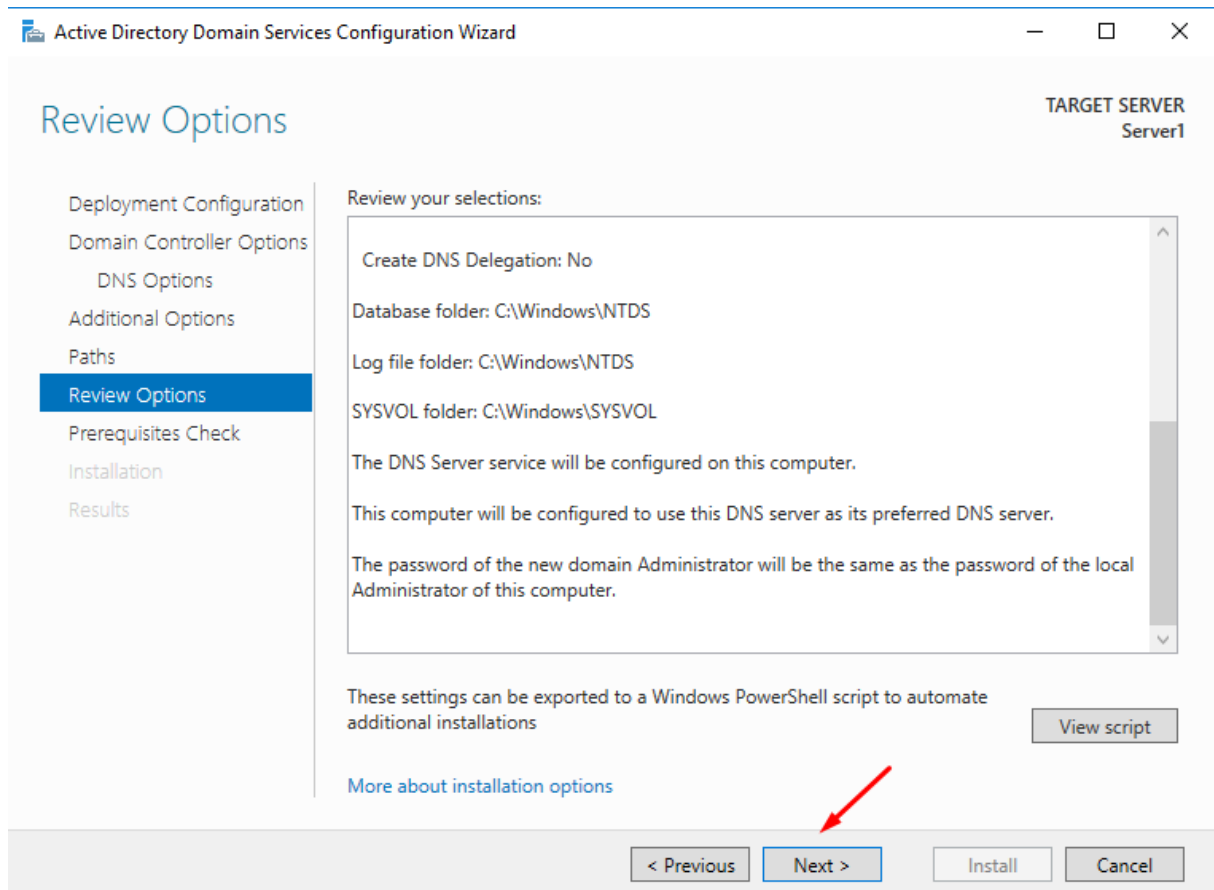 Active Directory Domain Services Configuration Wizard
Review Options
TARGET SERVER
Server1
Deployment Configuration
Domain Controller Options
DNS Options
Additional Options
Paths
Review Options
Prerequisites Check
Installation
Results
Review your selections:
Create DNS Delegation: No
Database folder: C:\Windows\NTDS
Log file folder: C:\Windows\NTDS
SYSVOL folder: C:\Windows\SYSVOL
The DNS Server service will be configured on this computer.
This computer will be configured to use this DNS server as its preferred DNS server.
The password of the new domain Administrator will be the same as the password of the local
Administrator of this computer.
These settings can be exported to a Windows PowerShell script to automate
additional installations
View script
More about installation options
< Previous
Next >
Install
Cancel